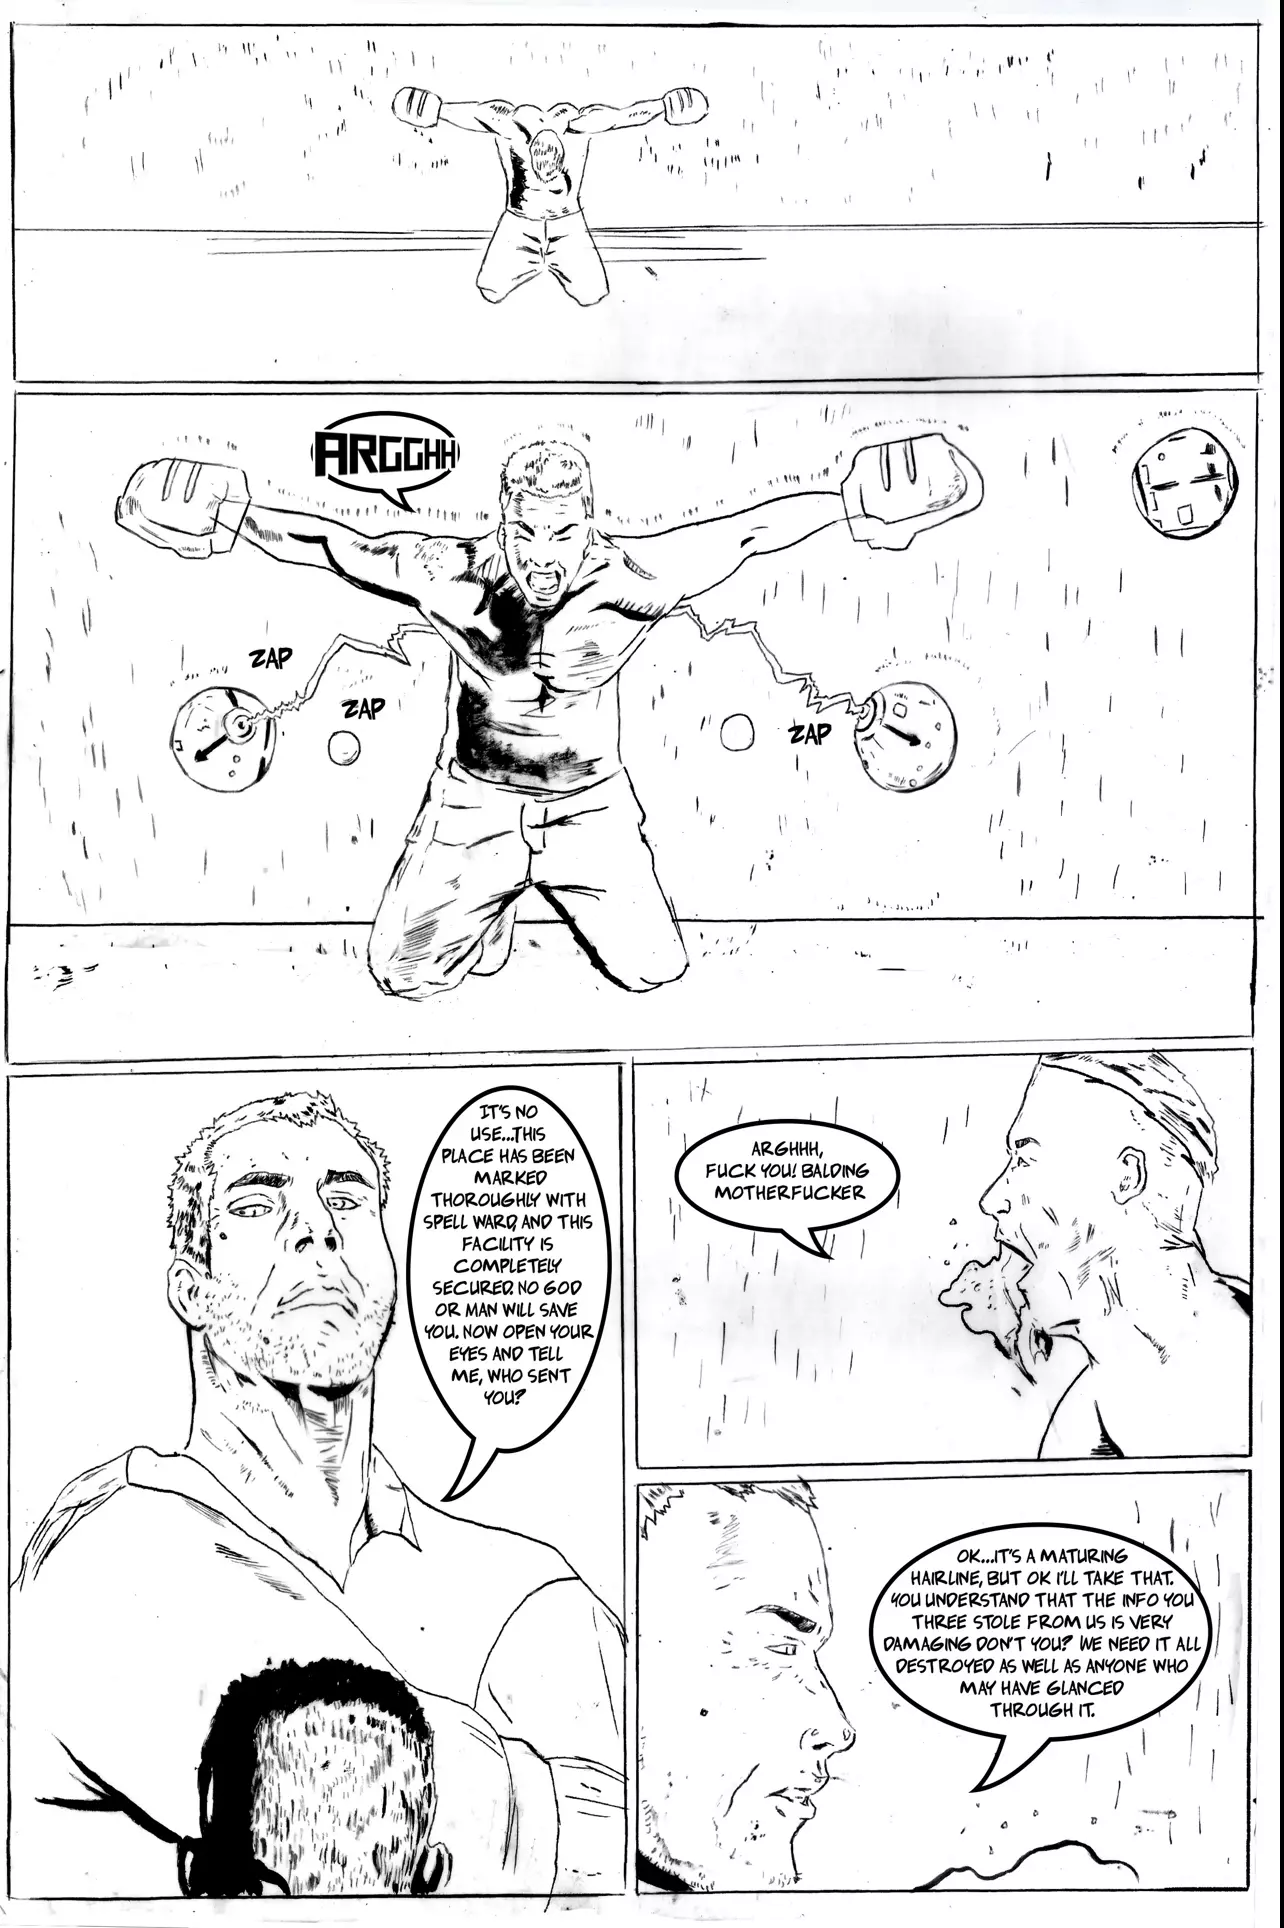 ARGGHH
ZAP
ZAP
ZAP
IT'S NO
USE...THIS
PLACE HAS BEEN
MARKED
THOROUGHLY WITH
SPELL WARD, AND THIS
FACILITY IS
COMPLETELY
SECURED. NO GOD
OR MAN WILL SAVE
YOU. NOW OPEN YOUR
EYES AND TELL
ME, WHO SENT
YOU?
ARGHHH,
FUCK YOU! BALDING
MOTHERFUCKER
OK...IT'S A MATURING
HAIRLINE, BUT OK I'LL TAKE THAT.
YOU UNDERSTAND THAT THE INFO YOU
THREE STOLE FROM US IS VERY
DAMAGING DON'T YOU? WE NEED IT ALL
DESTROYED AS WELL AS ANYONE WHO
MAY HAVE GLANCED
THROUGH IT.